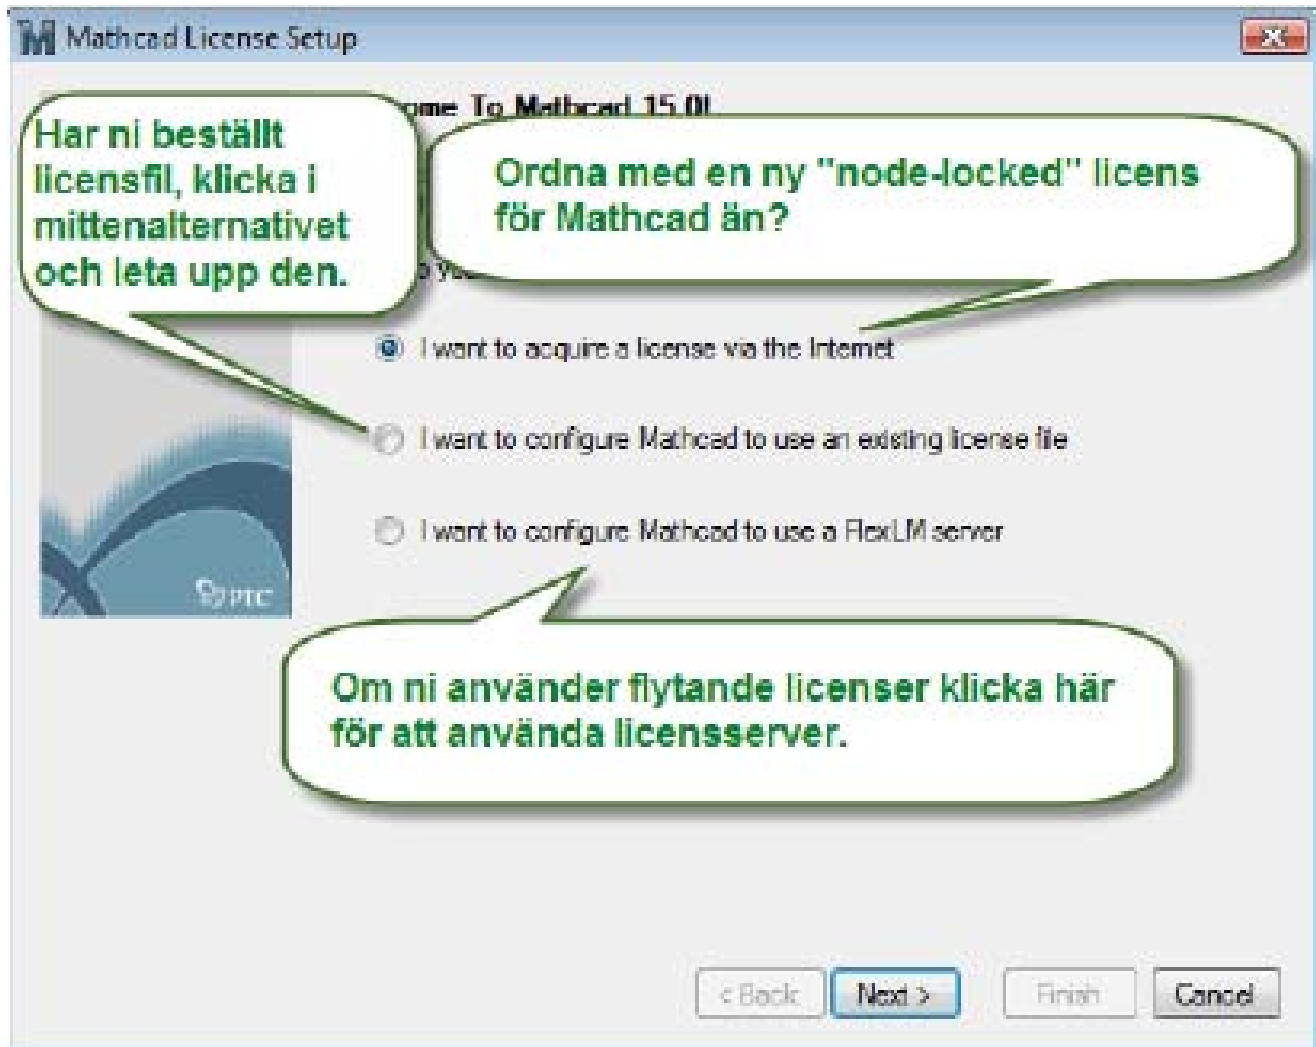 Mathcad License Setup
ome To Mathcad 15.0!
Har ni beställt
licensfil, klicka i
mittenalternativet
och leta upp den.
Ordna med en ny "node-locked" licens
för Mathcad än?
I want to acquire a license via the Internet
I want to configure Mathcad to use an existing license file
I want to configure Mathcad to use a FlexLM server
PTC
Om ni använder flytande licenser klicka här
för att använda licensserver.
< Back
Next >
Finish
Cancel